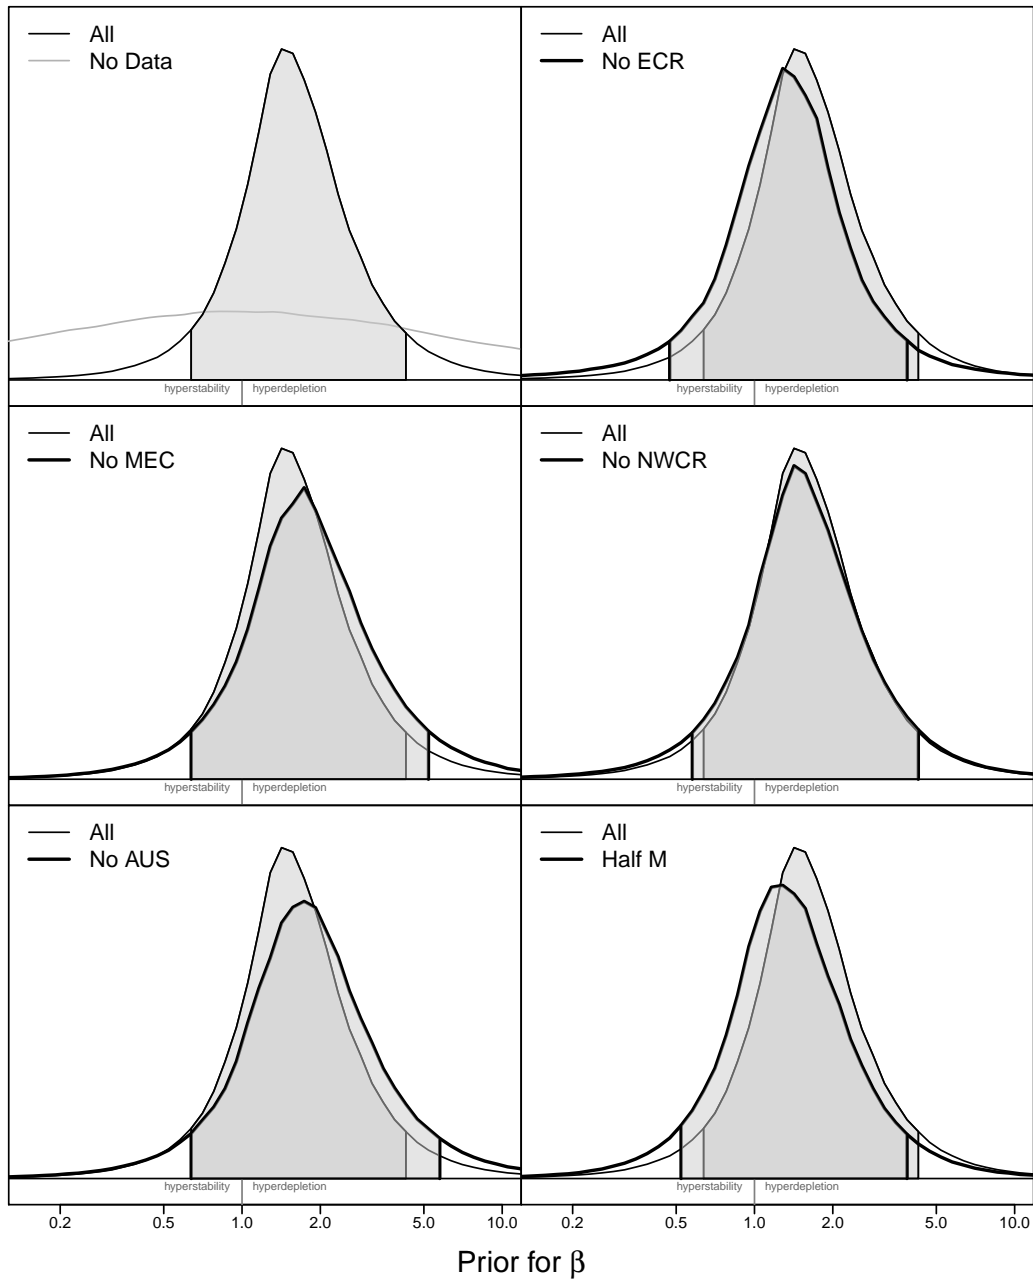 All
No Data
hyperstability hyperdepletion
All
No ECR
hyperstability hyperdepletion
All
No MEC
hyperstability hyperdepletion
All
No NWCR
hyperstability hyperdepletion
All
No AUS
hyperstability hyperdepletion
All
Half M
hyperstability hyperdepletion
0.2 0.5 1.0 2.0 5.0 10.0
0.2 0.5 1.0 2.0 5.0 10.0
Prior for β